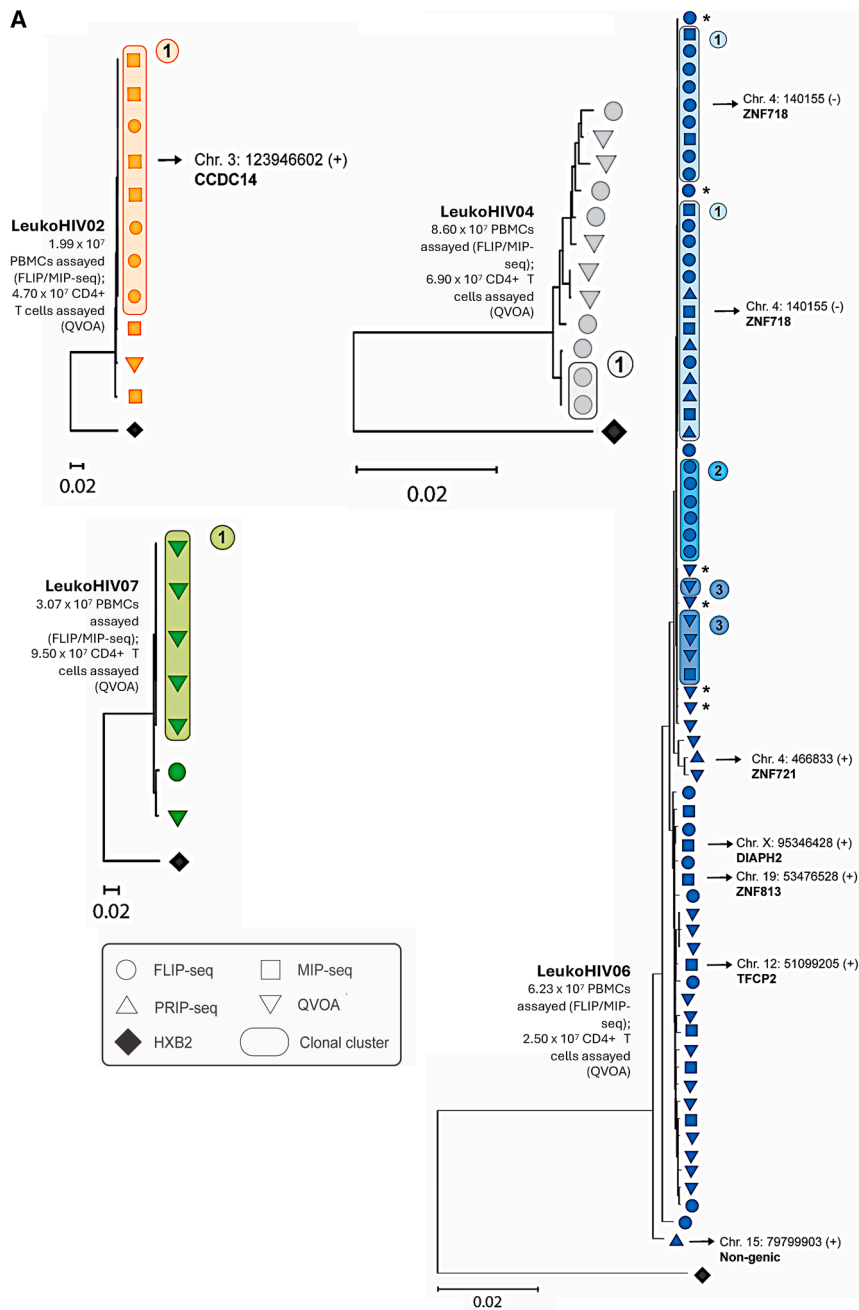 A
1
Chr. 3: 123946602 (+)
CCDC14
LeukoHIV02
1.99 x 10⁷
PBMCs assayed
(FLIP/MIP-seq);
4.70 x 10⁷ CD4+
T cells assayed
(QVOA)
0.02
LeukoHIV04
8.60 x 10⁷ PBMCs
assayed (FLIP/MIP-
seq);
6.90 x 10⁷ CD4+ T
cells assayed
(QVOA)
1
0.02
LeukoHIV07
3.07 x 10⁷ PBMCs
assayed
(FLIP/MIP-seq);
9.50 x 10⁷ CD4+ T
cells assayed
(QVOA)
1
0.02
FLIP-seq
MIP-seq
PRIP-seq
QVOA
HXB2
Clonal cluster
LeukoHIV06
6.23 x 10⁷ PBMCs
assayed (FLIP/MIP-
seq);
2.50 x 10⁷ CD4+ T
cells assayed
(QVOA)
*
1
Chr. 4: 140155 (-)
ZNF718
*
1
Chr. 4: 140155 (-)
ZNF718
2
*
3
*
3
*
*
Chr. 4: 466833 (+)
ZNF721
Chr. X: 95346428 (+)
DIAPH2
Chr. 19: 53476528 (+)
ZNF813
Chr. 12: 51099205 (+)
TFCP2
Chr. 15: 79799903 (+)
Non-genic
0.02